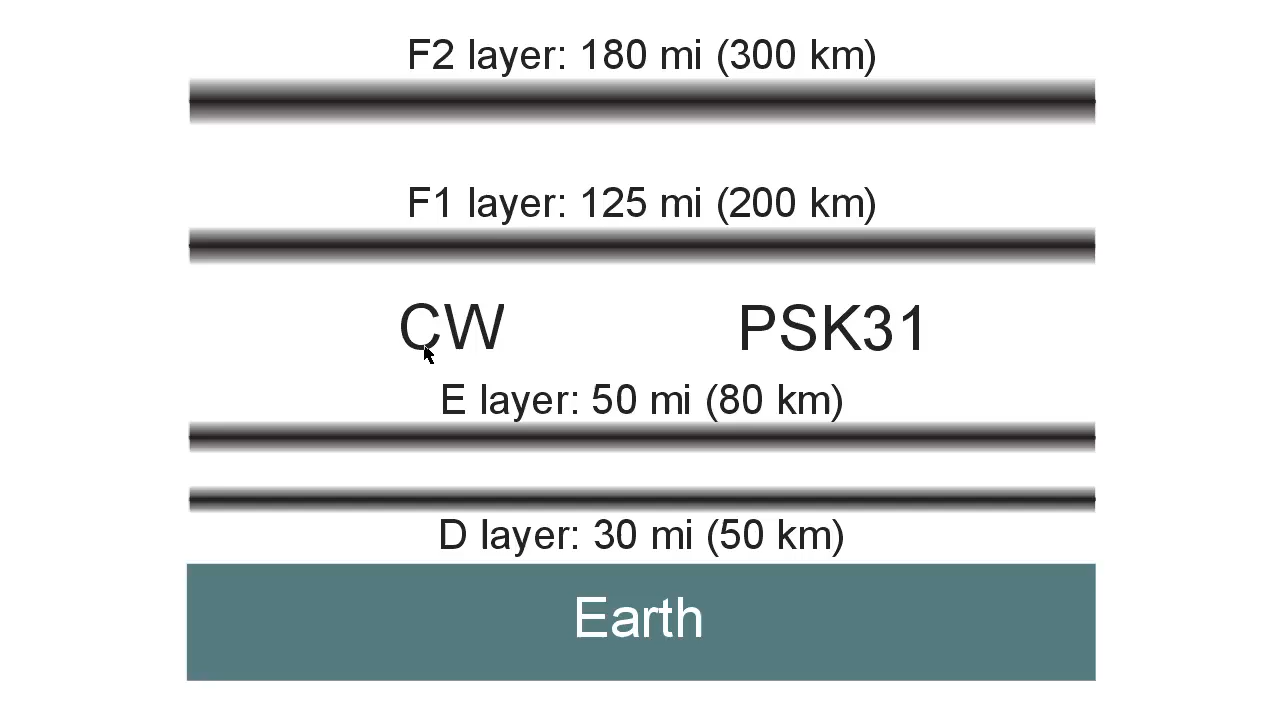 F2 layer: 180 mi (300 km)
F1 layer: 125 mi (200 km)
CW PSK31
E layer: 50 mi (80 km)
D layer: 30 mi (50 km)
Earth